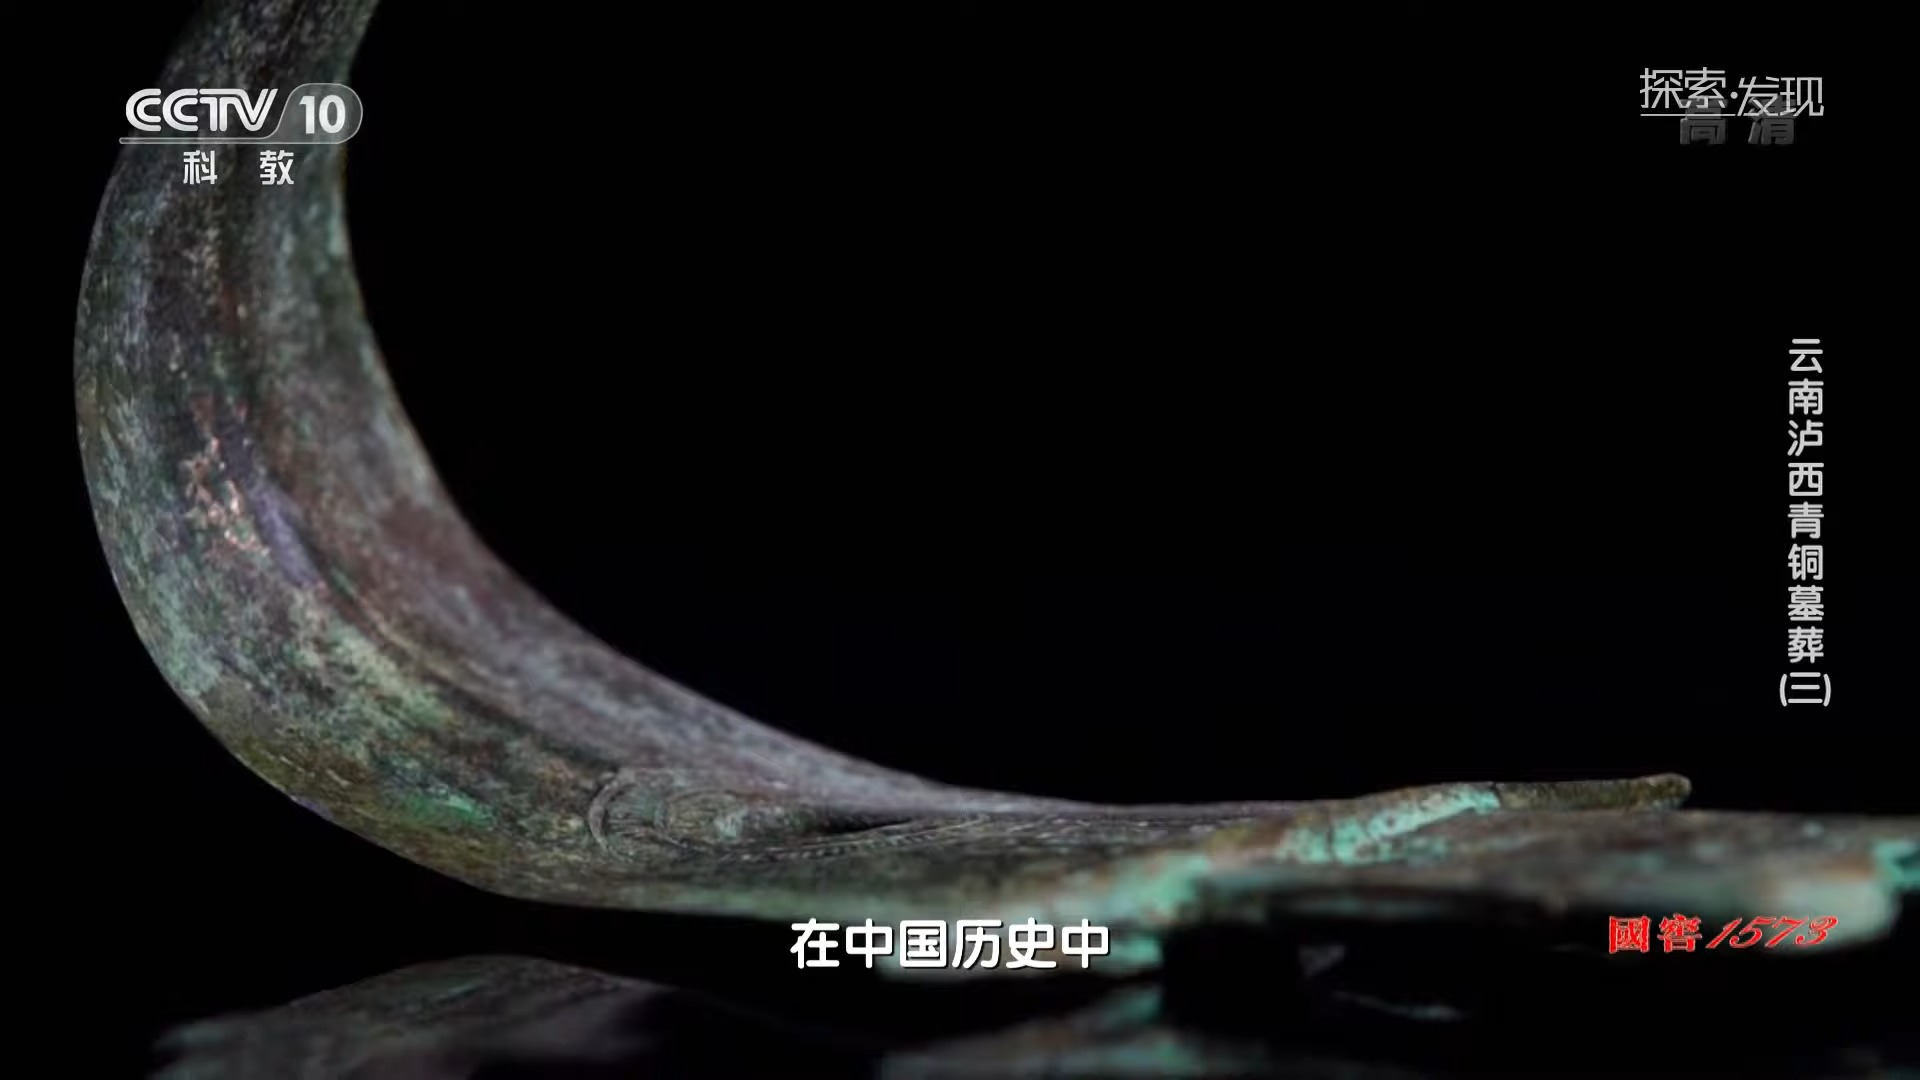 CCTV 10
科 教
探索·发现
高 清
云南泸西青铜墓葬(三)
在中国历史中
國窖1573